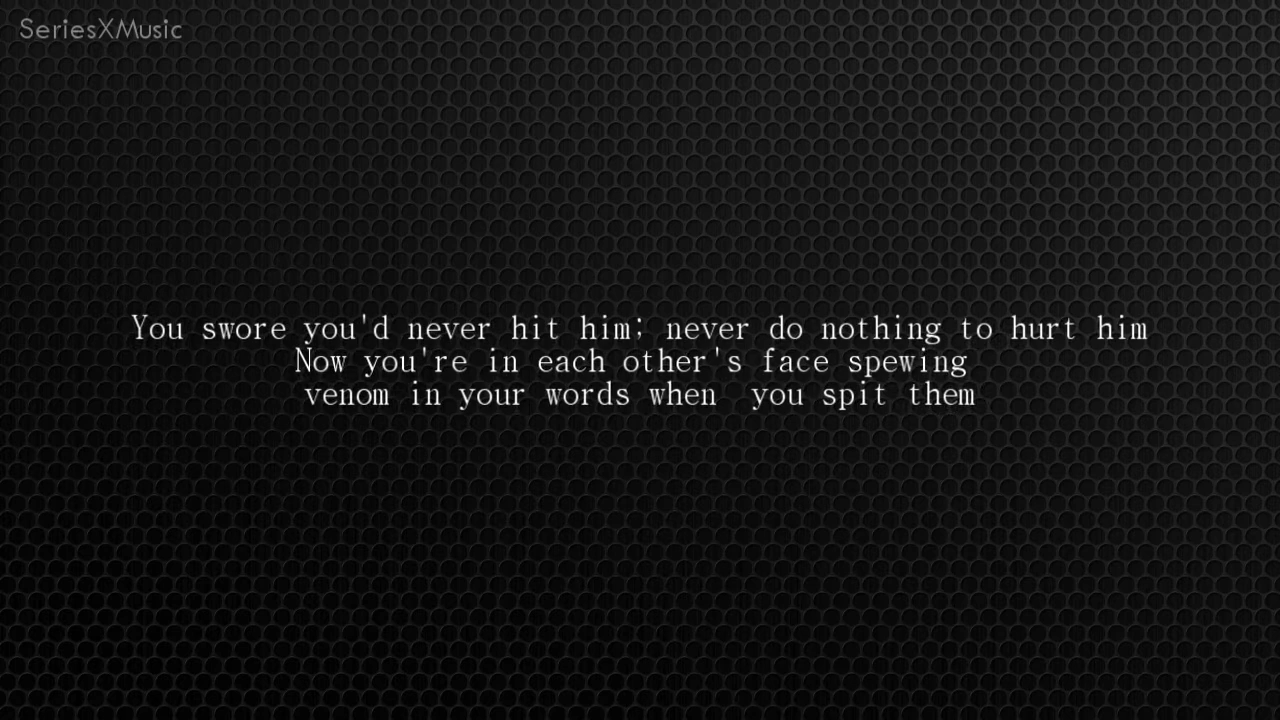 SeriesXMusic
You swore you'd never hit him; never do nothing to hurt him
Now you're in each other's face spewing
venom in your words when  you spit them